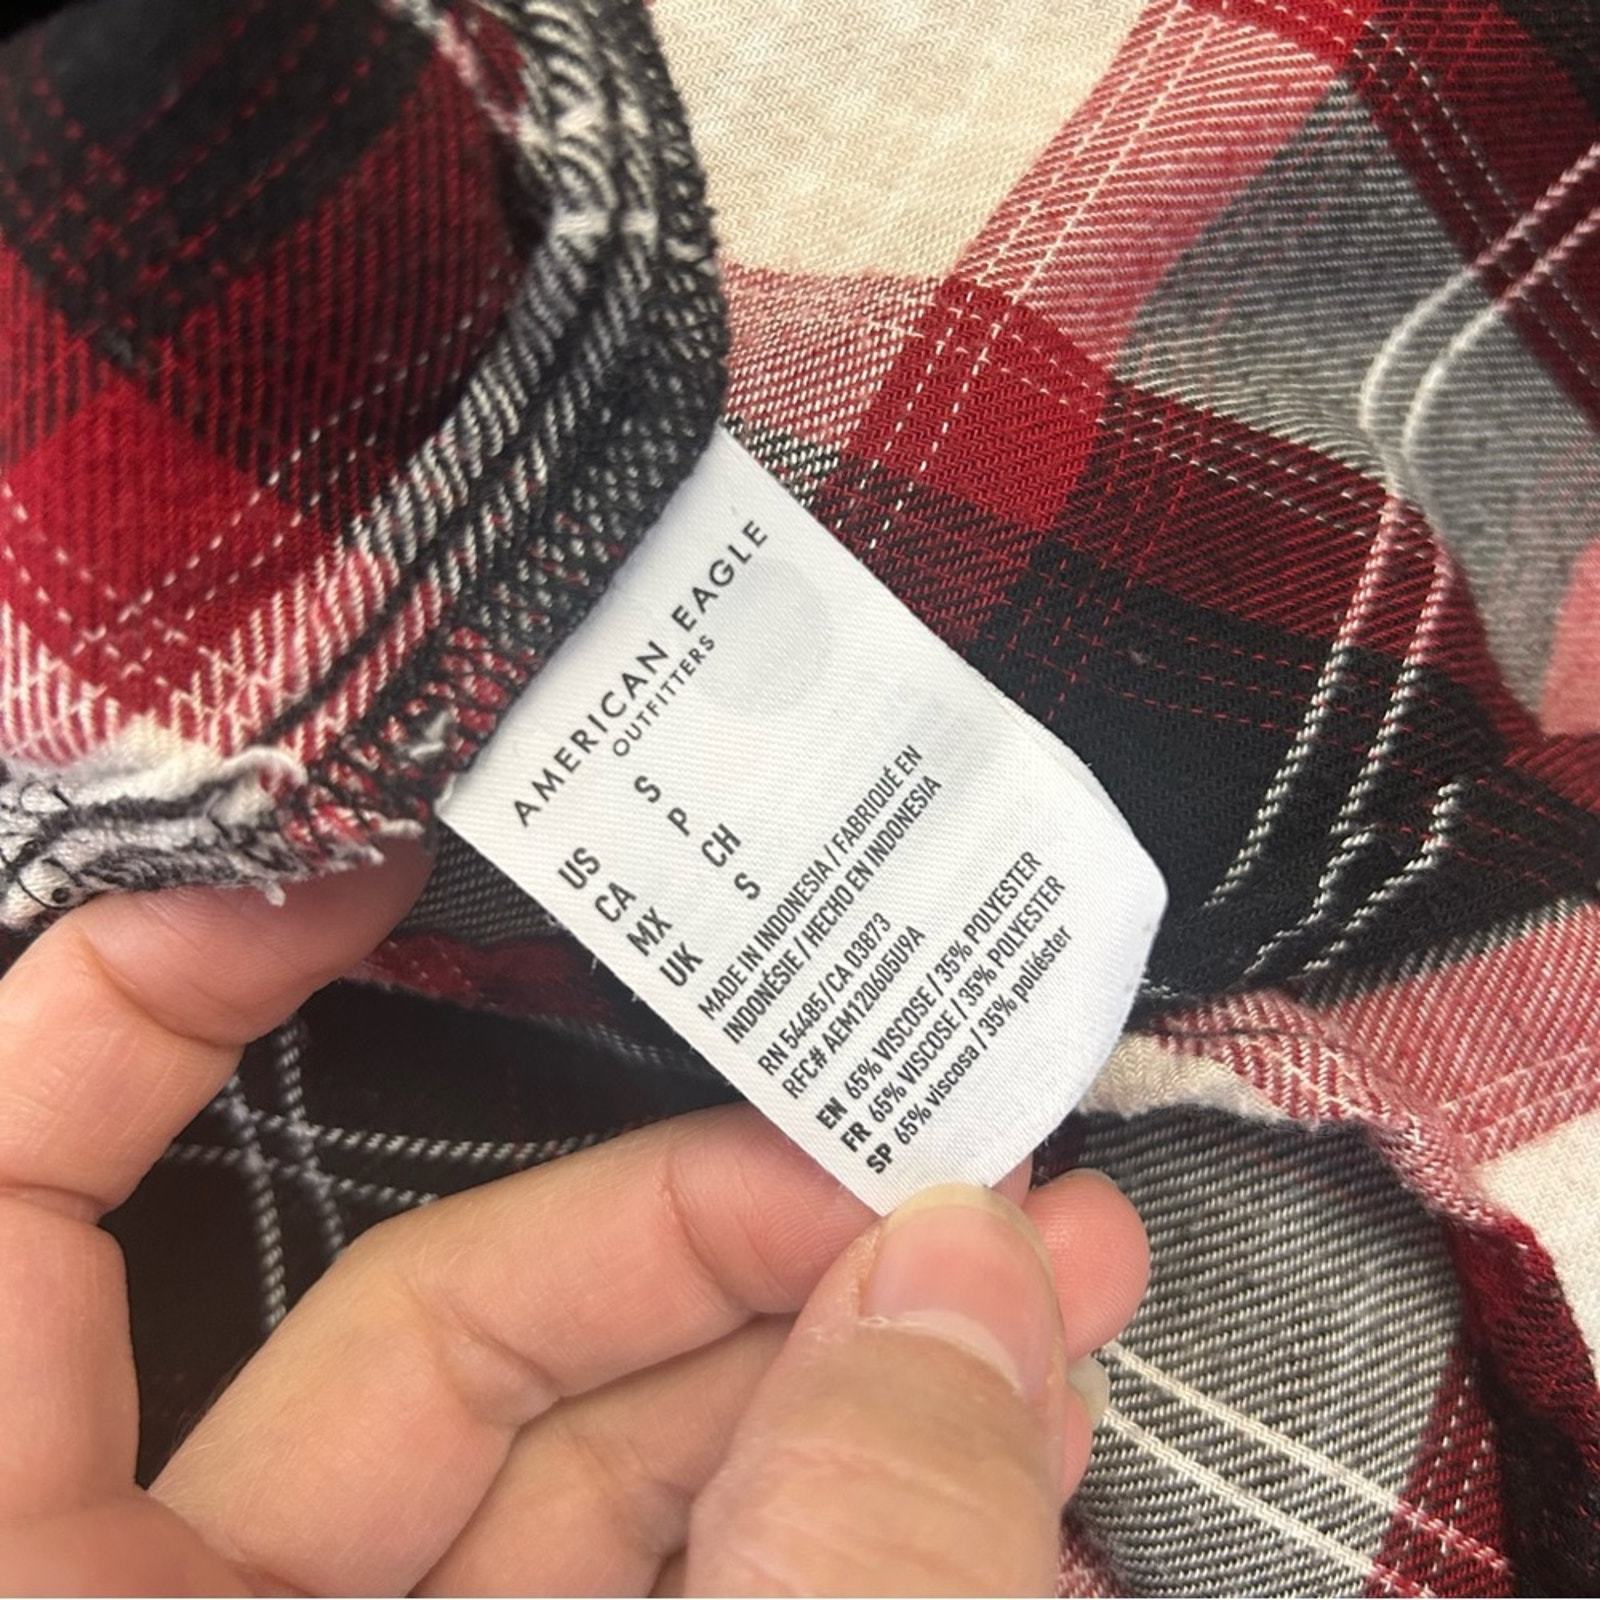 AMERICAN EAGLE
OUTFITTERS
US S
CA P
MX CH
UK S
MADE IN INDONESIA / FABRIQUÉ EN
INDONÉSIE / HECHO EN INDONESIA
RN 54485 / CA 03873
RFC# AEM120605U9A
EN 65% VISCOSE / 35% POLYESTER
FR 65% VISCOSE / 35% POLYESTER
SP 65% viscosa / 35% poliéster